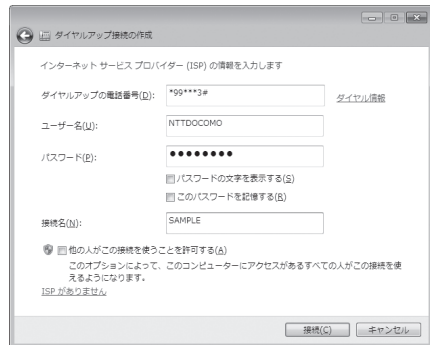 ダイヤルアップ接続の作成
インターネット サービス プロバイダー (ISP) の情報を入力します
ダイヤルアップの電話番号(D): *99***3# ダイヤル情報
ユーザー名(U): NTTDOCOMO
パスワード(P): ●●●●●●●●
パスワードの文字を表示する(S)
このパスワードを記憶する(R)
接続名(N): SAMPLE
他の人がこの接続を使うことを許可する(A)
このオプションによって、このコンピューターにアクセスがあるすべての人がこの接続を使
えるようになります。
ISP がありません
接続(C) キャンセル